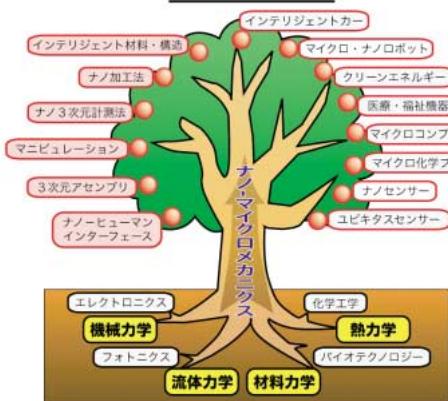 インテリジェントカー
インテリジェント材料・構造
マイクロ・ナノロボット
ナノ加工法
クリーンエネルギー
ナノ3次元計測法
医療・福祉機器
マニピュレーション
マイクロコンプ
3次元アセンブリ
マイクロ化学プ
ナノ−ヒューマン
インターフェース
ナノセンサー
ユビキタスセンサー
ナノ・マイクロメカニクス
エレクトロニクス
化学工学
機械力学
熱力学
フォトニクス
バイオテクノロジー
流体力学
材料力学